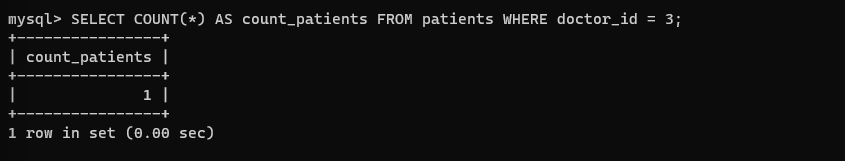 mysql> SELECT COUNT(*) AS count_patients FROM patients WHERE doctor_id = 3;
+----------------+
| count_patients |
+----------------+
|              1 |
+----------------+
1 row in set (0.00 sec)